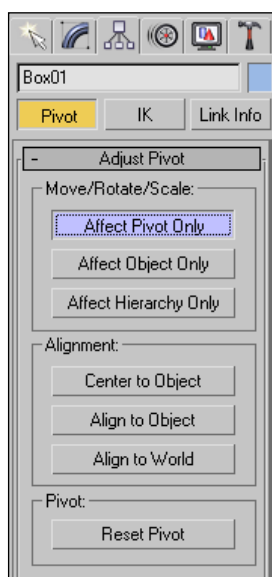 Box01
Pivot IK Link Info
- Adjust Pivot
Move/Rotate/Scale:
Affect Pivot Only
Affect Object Only
Affect Hierarchy Only
Alignment:
Center to Object
Align to Object
Align to World
Pivot:
Reset Pivot